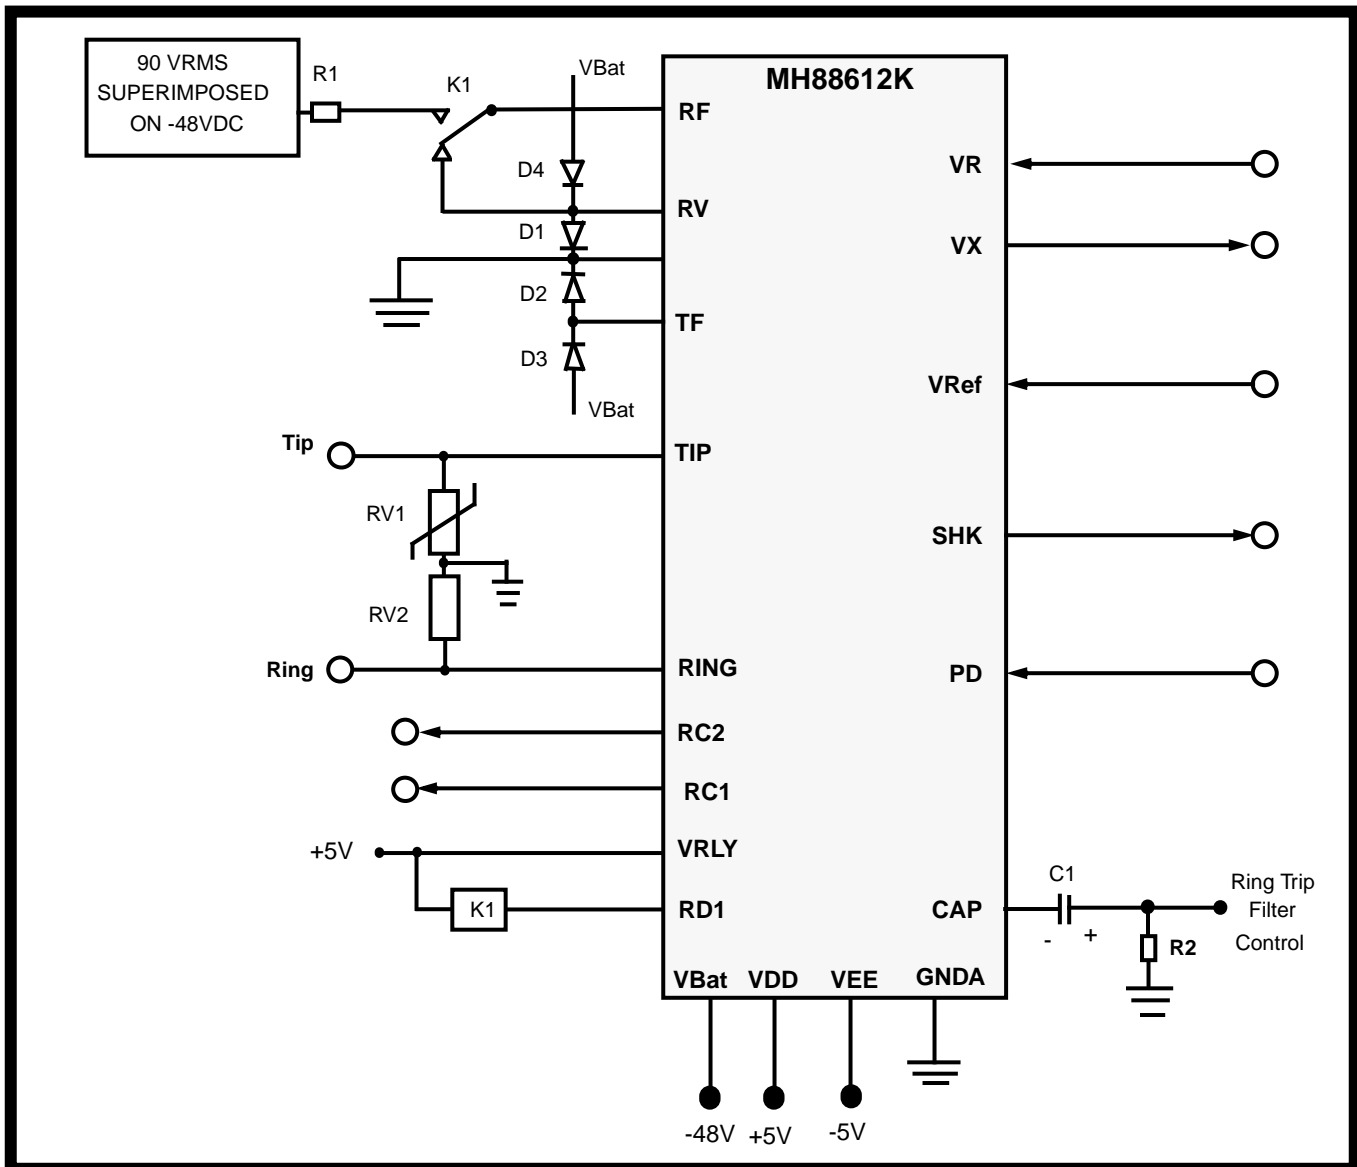 90 VRMS
SUPERIMPOSED
ON -48VDC
R1
K1
VBat
MH88612K
RF
D4
VR
RV
D1
VX
D2
TF
D3
VRef
VBat
Tip
TIP
RV1
SHK
RV2
Ring
RING
PD
RC2
RC1
+5V
VRLY
K1
RD1
CAP
C1
- +
Ring Trip
Filter
Control
R2
VBat VDD VEE GNDA
-48V +5V -5V